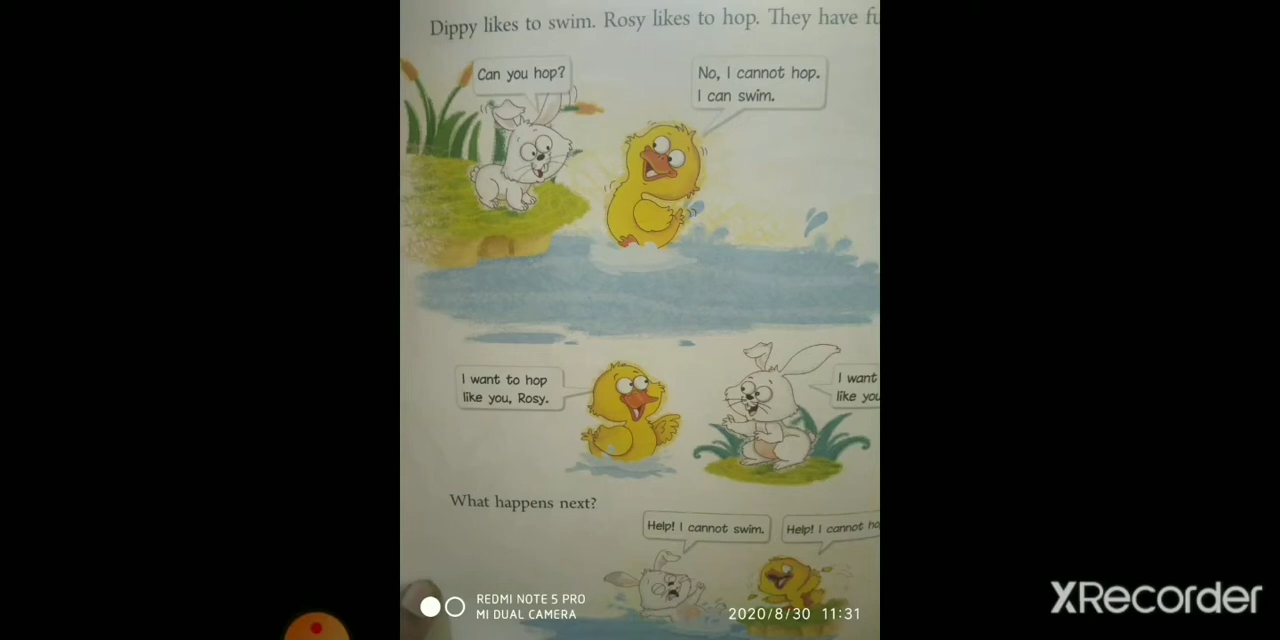 Dippy likes to swim. Rosy likes to hop. They have
Can you hop?
No, I cannot hop.
I can swim.
I want to hop
like you, Rosy.
I want
like you
What happens next?
Help! I cannot swim.
Help! I cannot
REDMI NOTE 5 PRO
MI DUAL CAMERA
2020/8/30 11:31
XRecorder